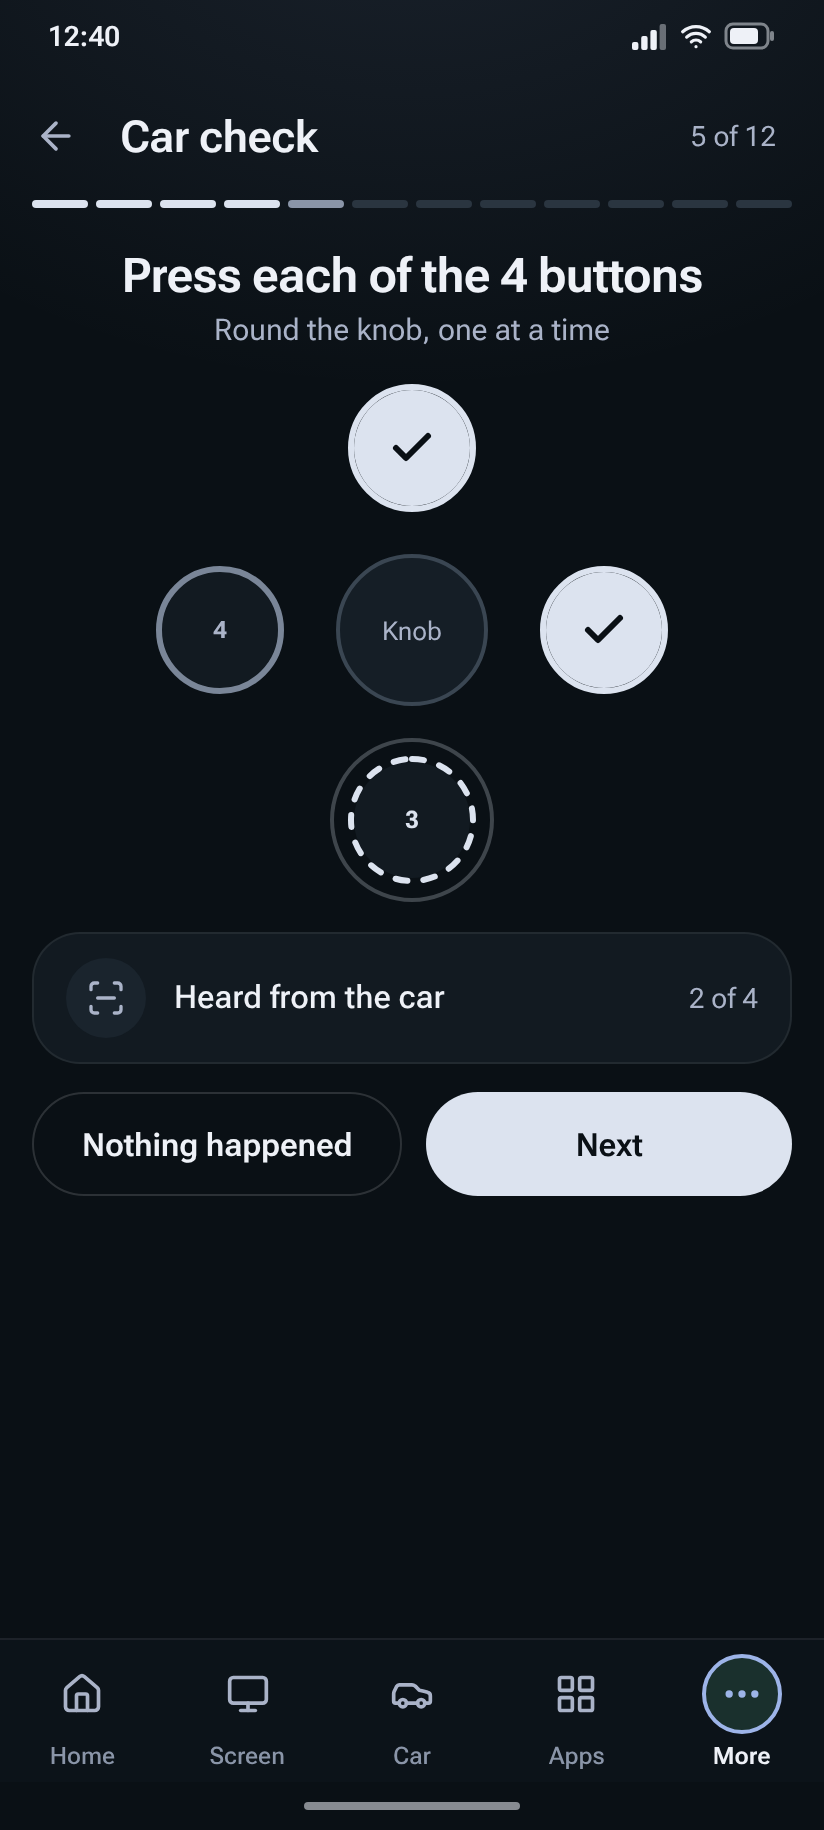 12:40
Car check
5 of 12
Press each of the 4 buttons
Round the knob, one at a time
4
Knob
3
Heard from the car
2 of 4
Nothing happened
Next
Home
Screen
Car
Apps
More